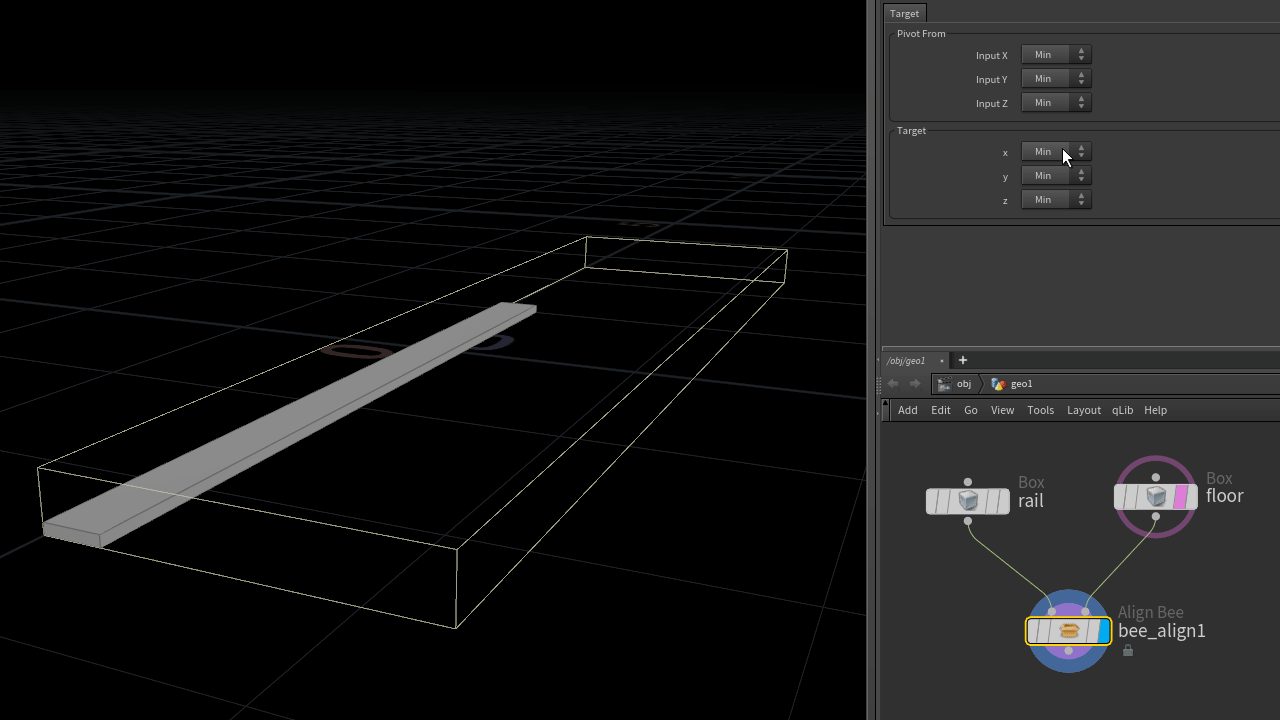 Target
Pivot From
Input X Min
Input Y Min
Input Z Min
Target
x Min
y Min
z Min
/obj/geo1
obj geo1
Add Edit Go View Tools Layout qLib Help
Box
rail
Box
floor
Align Bee
bee_align1